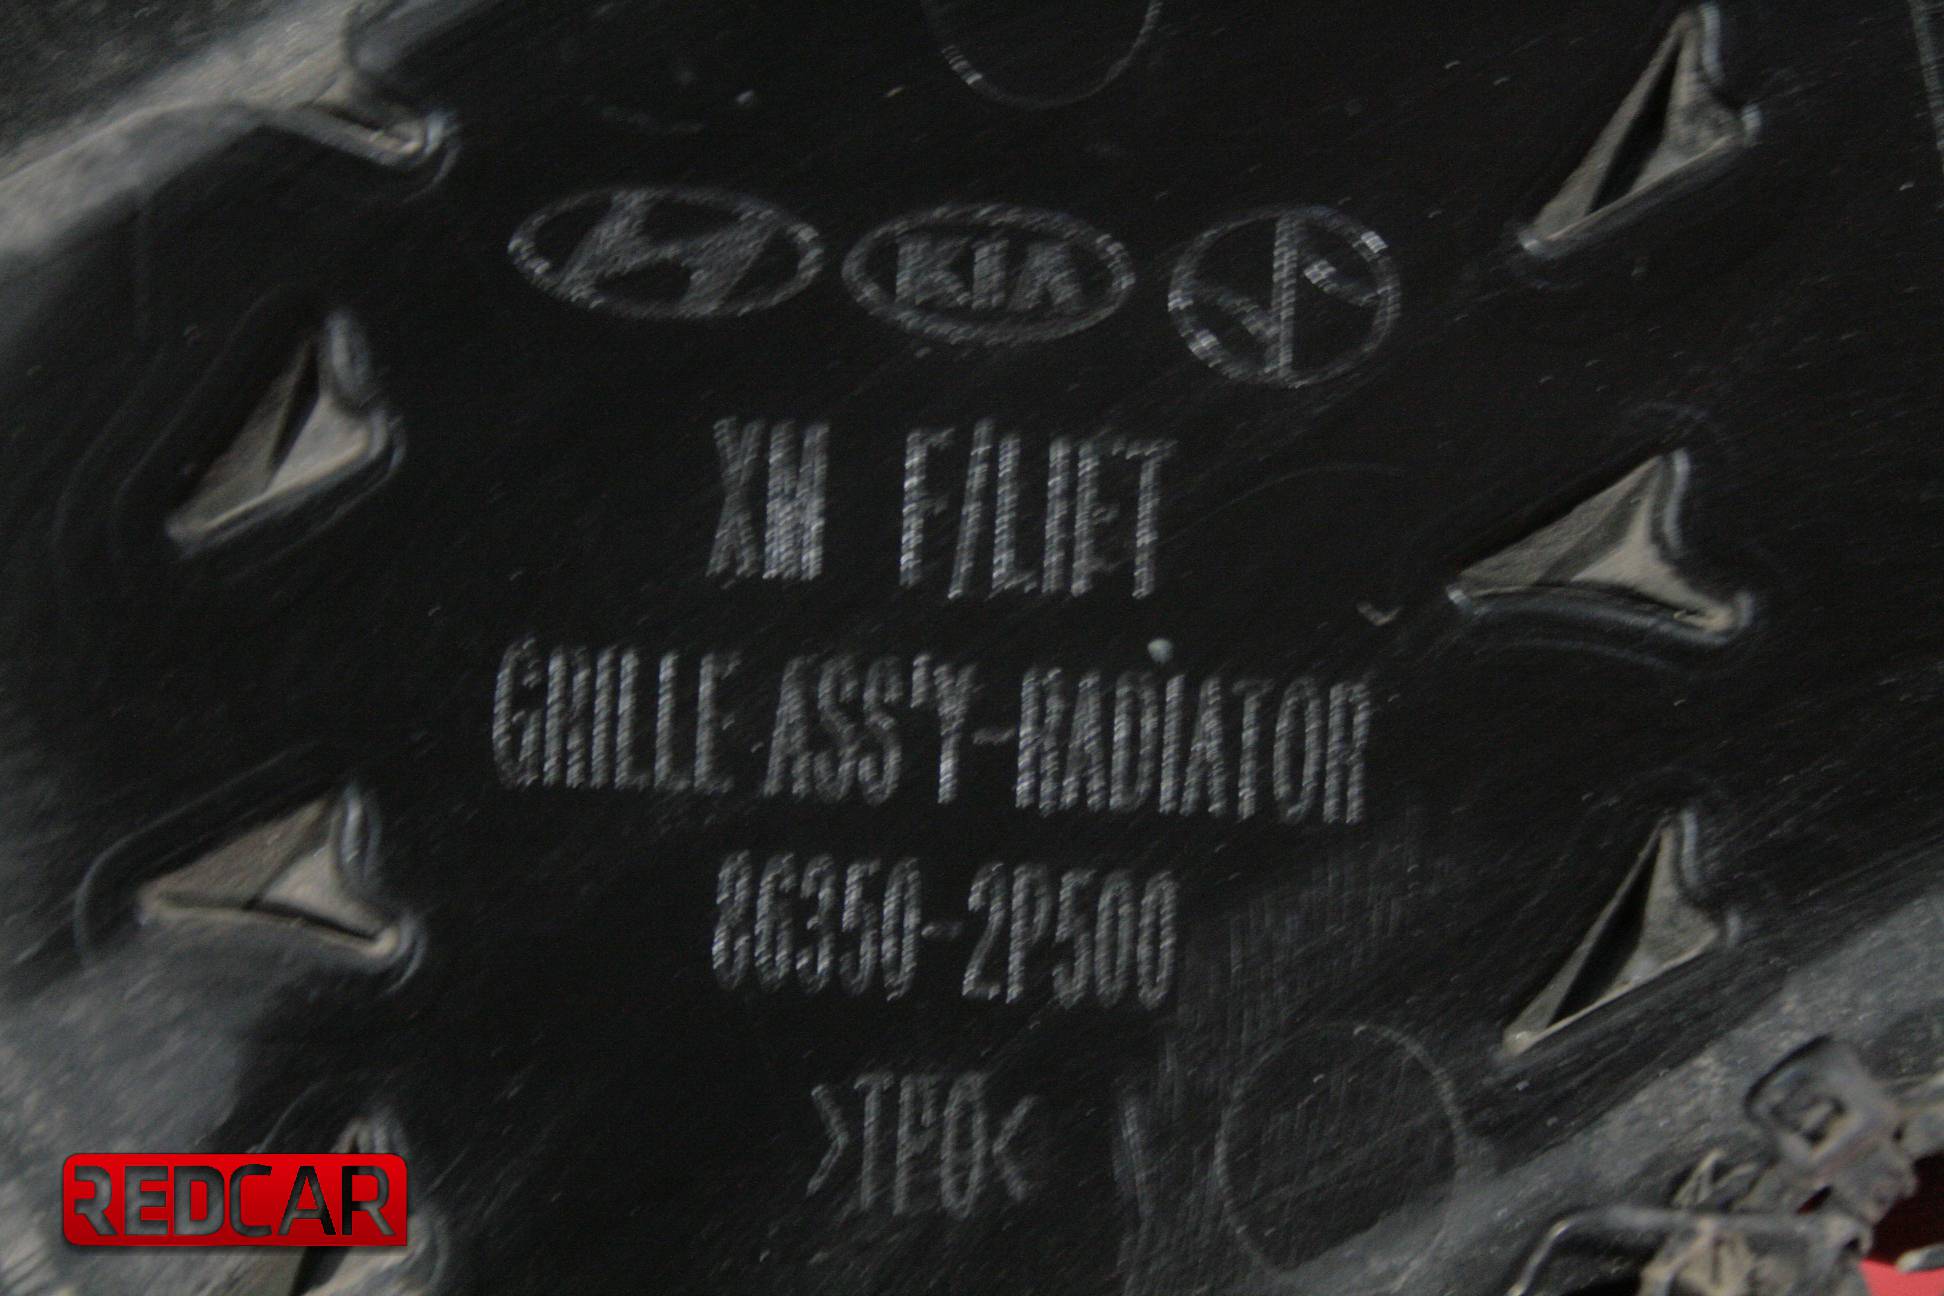 KIA
XM F/LIFT
GRILLE ASS'Y-RADIATOR
86350-2P500
>TPO<
REDCAR